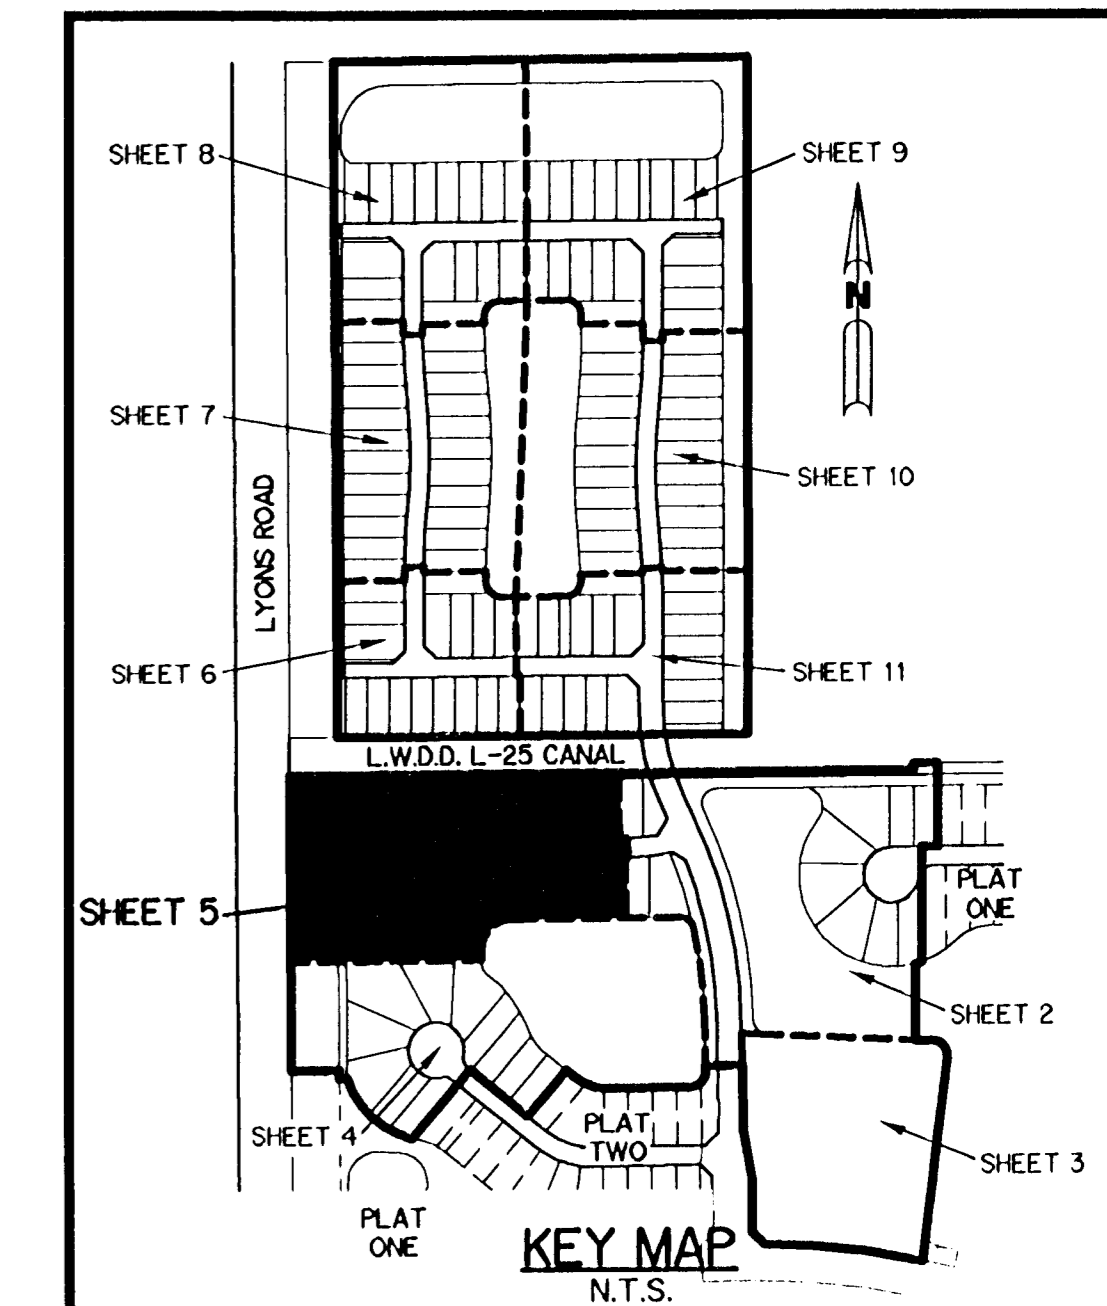 SHEET 8
SHEET 9
N
SHEET 7
SHEET 10
LYONS ROAD
SHEET 6
SHEET 11
L.W.D.D. L-25 CANAL
PLAT
ONE
SHEET 5
SHEET 2
SHEET 4
PLAT
TWO
SHEET 3
PLAT
ONE
KEY MAP
N.T.S.